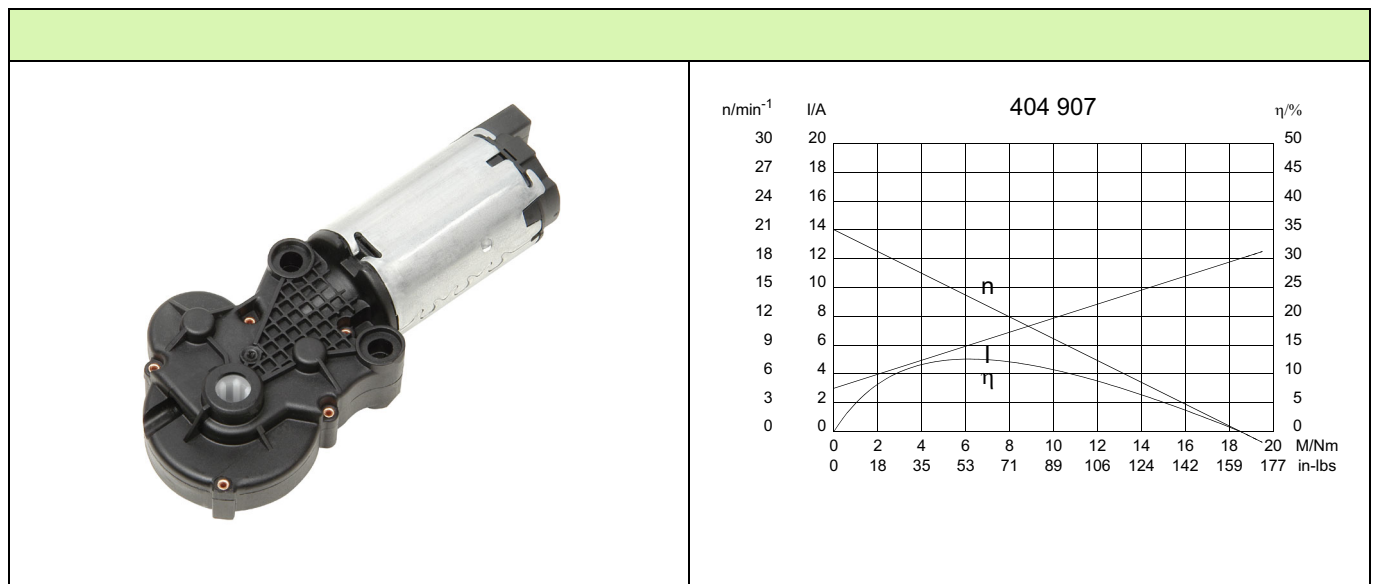 404 907
n/min-1 I/A η/%
30 20 50
27 18 45
24 16 40
21 14 35
18 12 30
15 10 25
n
12 8 20
9 6 15
I
6 4 10
η
3 2 5
0 0 0
0 2 4 6 8 10 12 14 16 18 20 M/Nm
0 18 35 53 71 89 106 124 142 159 177 in-lbs